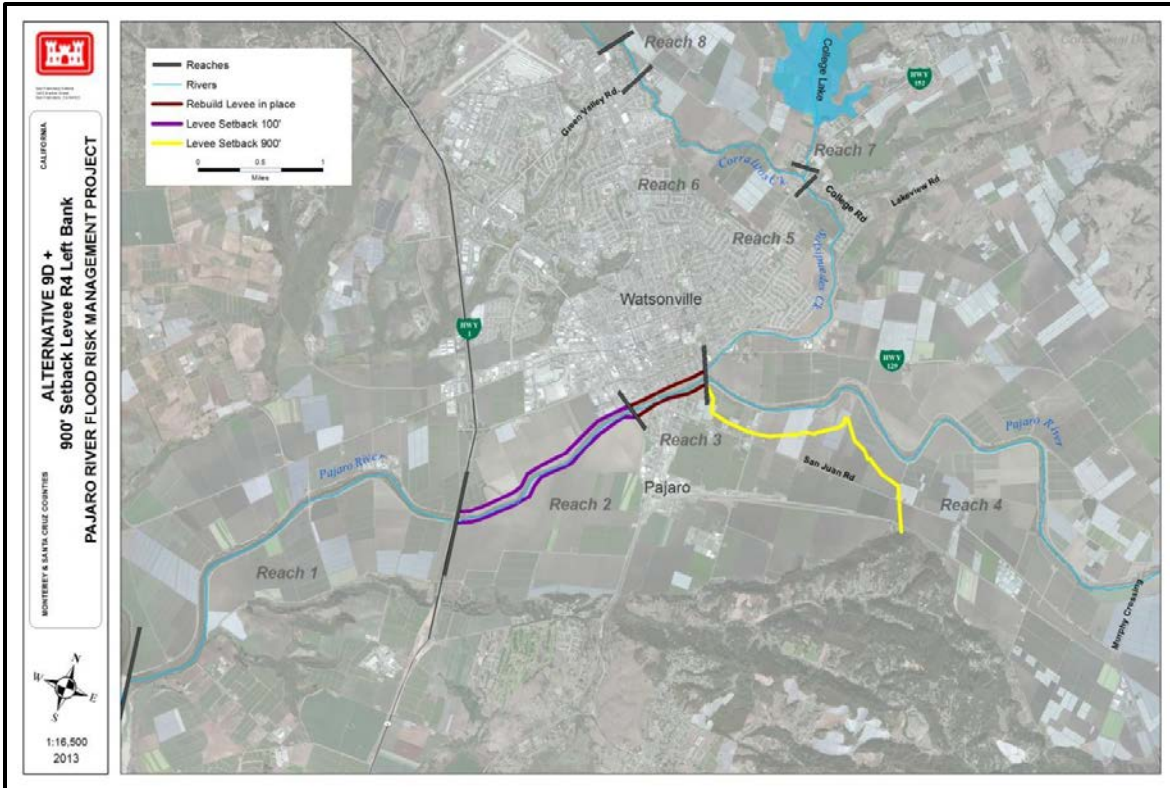 CALIFORNIA
MONTEREY & SANTA CRUZ COUNTIES
ALTERNATIVE 9D +
900' Setback Levee R4 Left Bank
PAJARO RIVER FLOOD RISK MANAGEMENT PROJECT
N
W
E
S
1:16,500
2013
Reaches
Rivers
Rebuild Levee in place
Levee Setback 100'
Levee Setback 900'
0
0.5
1
Miles
Reach 8
College Lake
HWY
152
Green Valley Rd.
Reach 7
Corralitos Ck
Reach 6
College Rd
Lakeview Rd
Reach 5
Salsipuedes Ck
Watsonville
HWY
1
HWY
129
Pajaro River
Pajaro River
Reach 3
San Juan Rd
Pajaro
Reach 2
Reach 4
Reach 1
Murphy Crossing